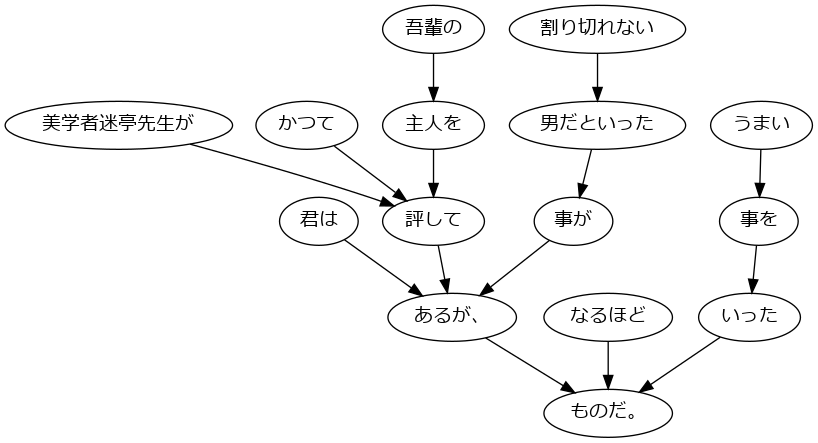 吾輩の
割り切れない
美学者迷亭先生が
かつて
主人を
男だといった
うまい
君は
評して
事が
事を
あるが、
なるほど
いった
ものだ。